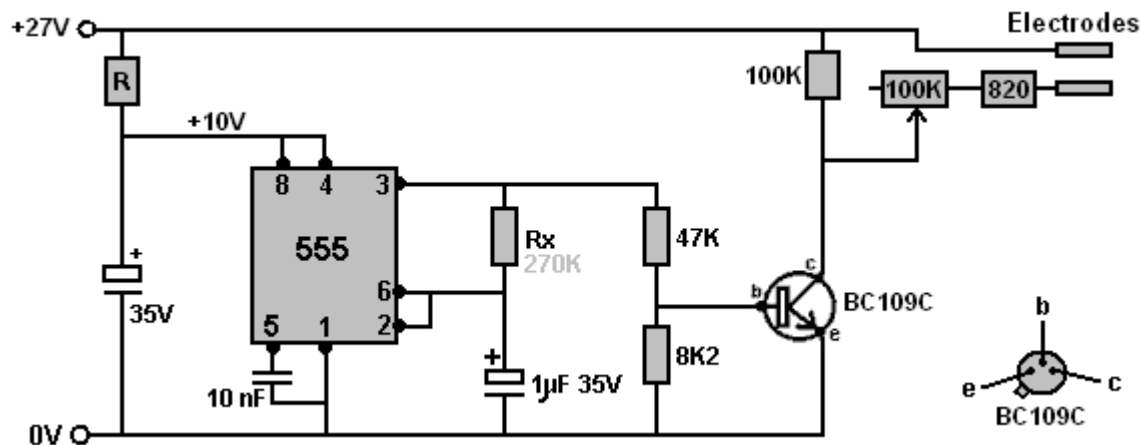 +27V
Electrodes
R
100K
100K
820
+10V
8 4 3
555
Rx
270K
47K
+
35V
6
2
5 1
b
c
e
BC109C
+
8K2
10 nF
1µF 35V
b
e
c
BC109C
0V